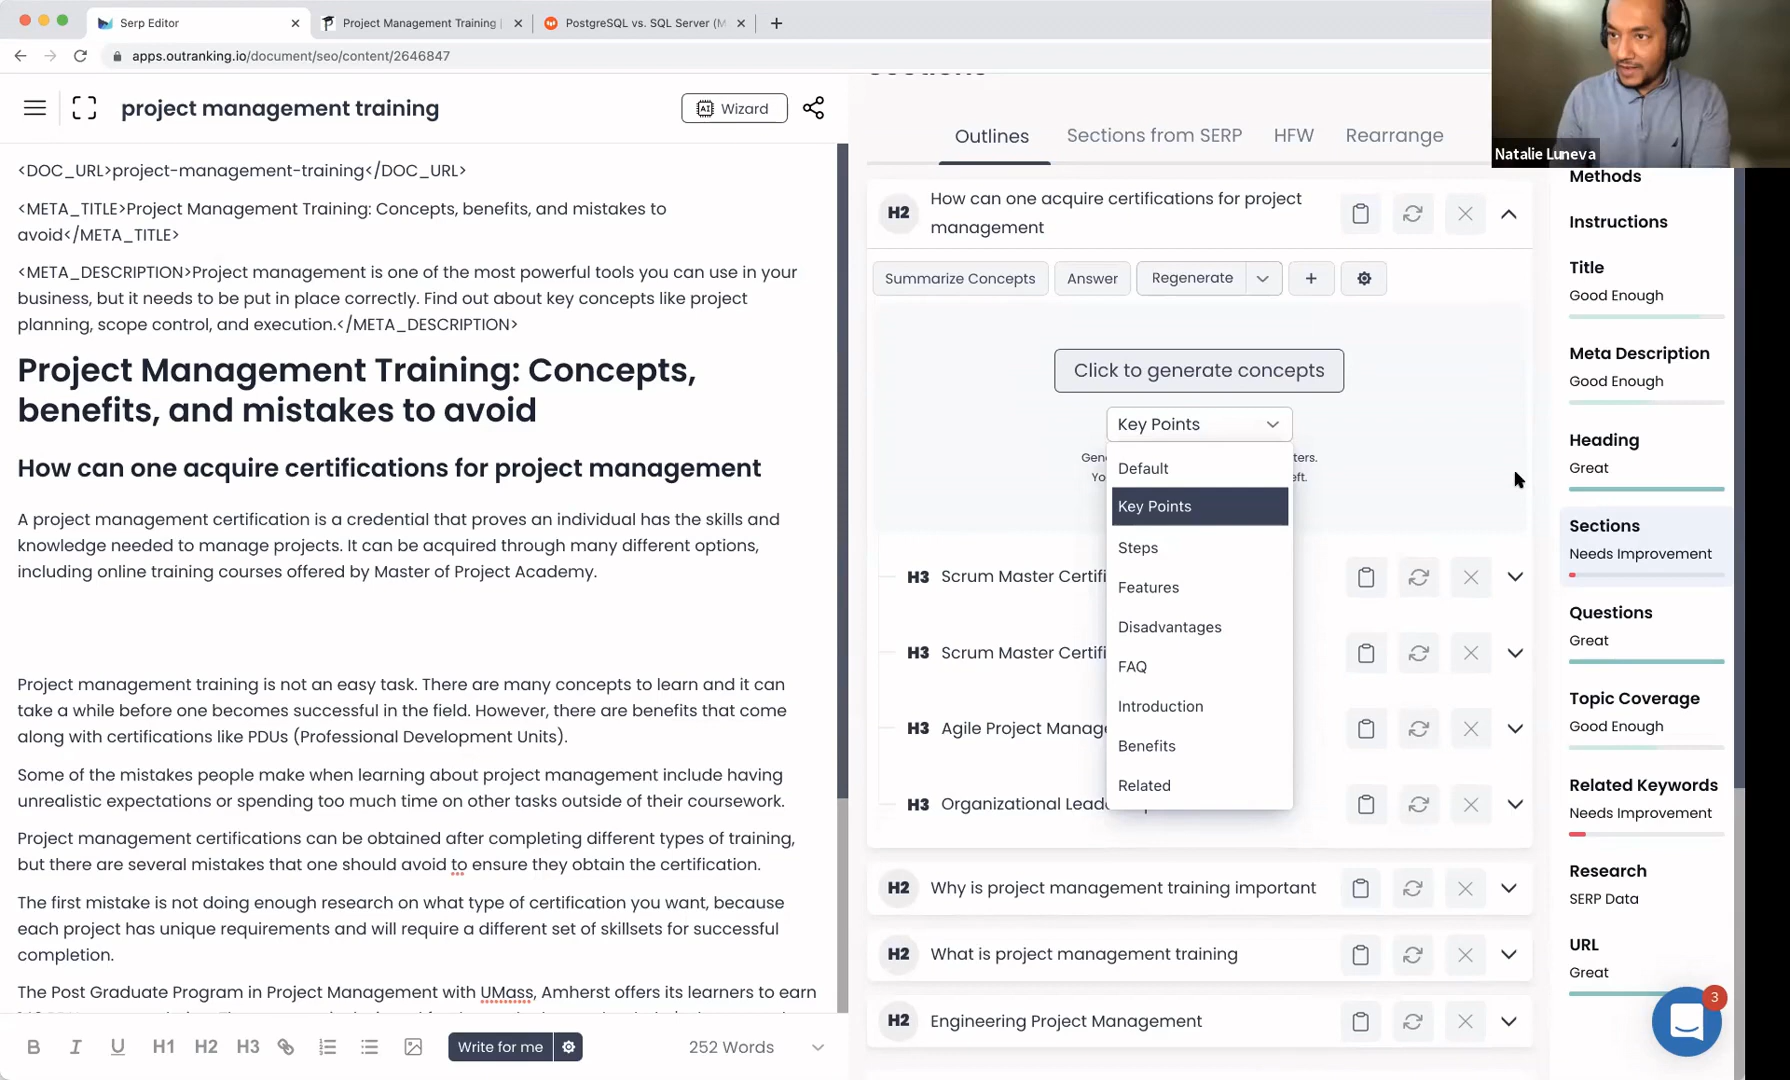 Serp Editor
Project Management Training
PostgreSQL vs. SQL Server (M
apps.outranking.io/document/seo/content/2646847
Natalie Luneva
project management training
Wizard
<DOC_URL>project-management-training</DOC_URL>
<META_TITLE>Project Management Training: Concepts, benefits, and mistakes to
avoid</META_TITLE>
<META_DESCRIPTION>Project management is one of the most powerful tools you can use in your
business, but it needs to be put in place correctly. Find out about key concepts like project
planning, scope control, and execution.</META_DESCRIPTION>
Project Management Training: Concepts,
benefits, and mistakes to avoid
How can one acquire certifications for project management
A project management certification is a credential that proves an individual has the skills and
knowledge needed to manage projects. It can be acquired through many different options,
including online training courses offered by Master of Project Academy.
Project management training is not an easy task. There are many concepts to learn and it can
take a while before one becomes successful in the field. However, there are benefits that come
along with certifications like PDUs (Professional Development Units).
Some of the mistakes people make when learning about project management include having
unrealistic expectations or spending too much time on other tasks outside of their coursework.
Project management certifications can be obtained after completing different types of training,
but there are several mistakes that one should avoid to ensure they obtain the certification.
The first mistake is not doing enough research on what type of certification you want, because
each project has unique requirements and will require a different set of skillsets for successful
completion.
The Post Graduate Program in Project Management with UMass, Amherst offers its learners to earn
B I U H1 H2 H3
Write for me
252 Words
Outlines
Sections from SERP
HFW
Rearrange
H2
How can one acquire certifications for project
management
Summarize Concepts
Answer
Regenerate
+
Click to generate concepts
Key Points
Default
Key Points
Steps
Features
Disadvantages
FAQ
Introduction
Benefits
Related
H3 Scrum Master Certifi
H3 Scrum Master Certifi
H3 Agile Project Manage
H3 Organizational Lead
H2 Why is project management training important
H2 What is project management training
H2 Engineering Project Management
Methods
Instructions
Title
Good Enough
Meta Description
Good Enough
Heading
Great
Sections
Needs Improvement
Questions
Great
Topic Coverage
Good Enough
Related Keywords
Needs Improvement
Research
SERP Data
URL
Great
3